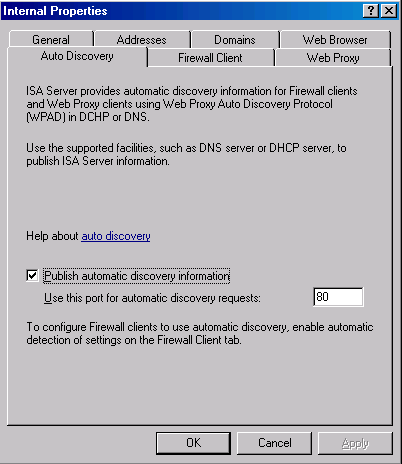 Internal Properties
General Addresses Domains Web Browser
Auto Discovery Firewall Client Web Proxy
ISA Server provides automatic discovery information for Firewall clients
and Web Proxy clients using Web Proxy Auto Discovery Protocol
(WPAD) in DCHP or DNS.
Use the supported facilities, such as DNS server or DHCP server, to
publish ISA Server information.
Help about auto discovery
Publish automatic discovery information
Use this port for automatic discovery requests: 80
To configure Firewall clients to use automatic discovery, enable automatic
detection of settings on the Firewall Client tab.
OK Cancel Apply